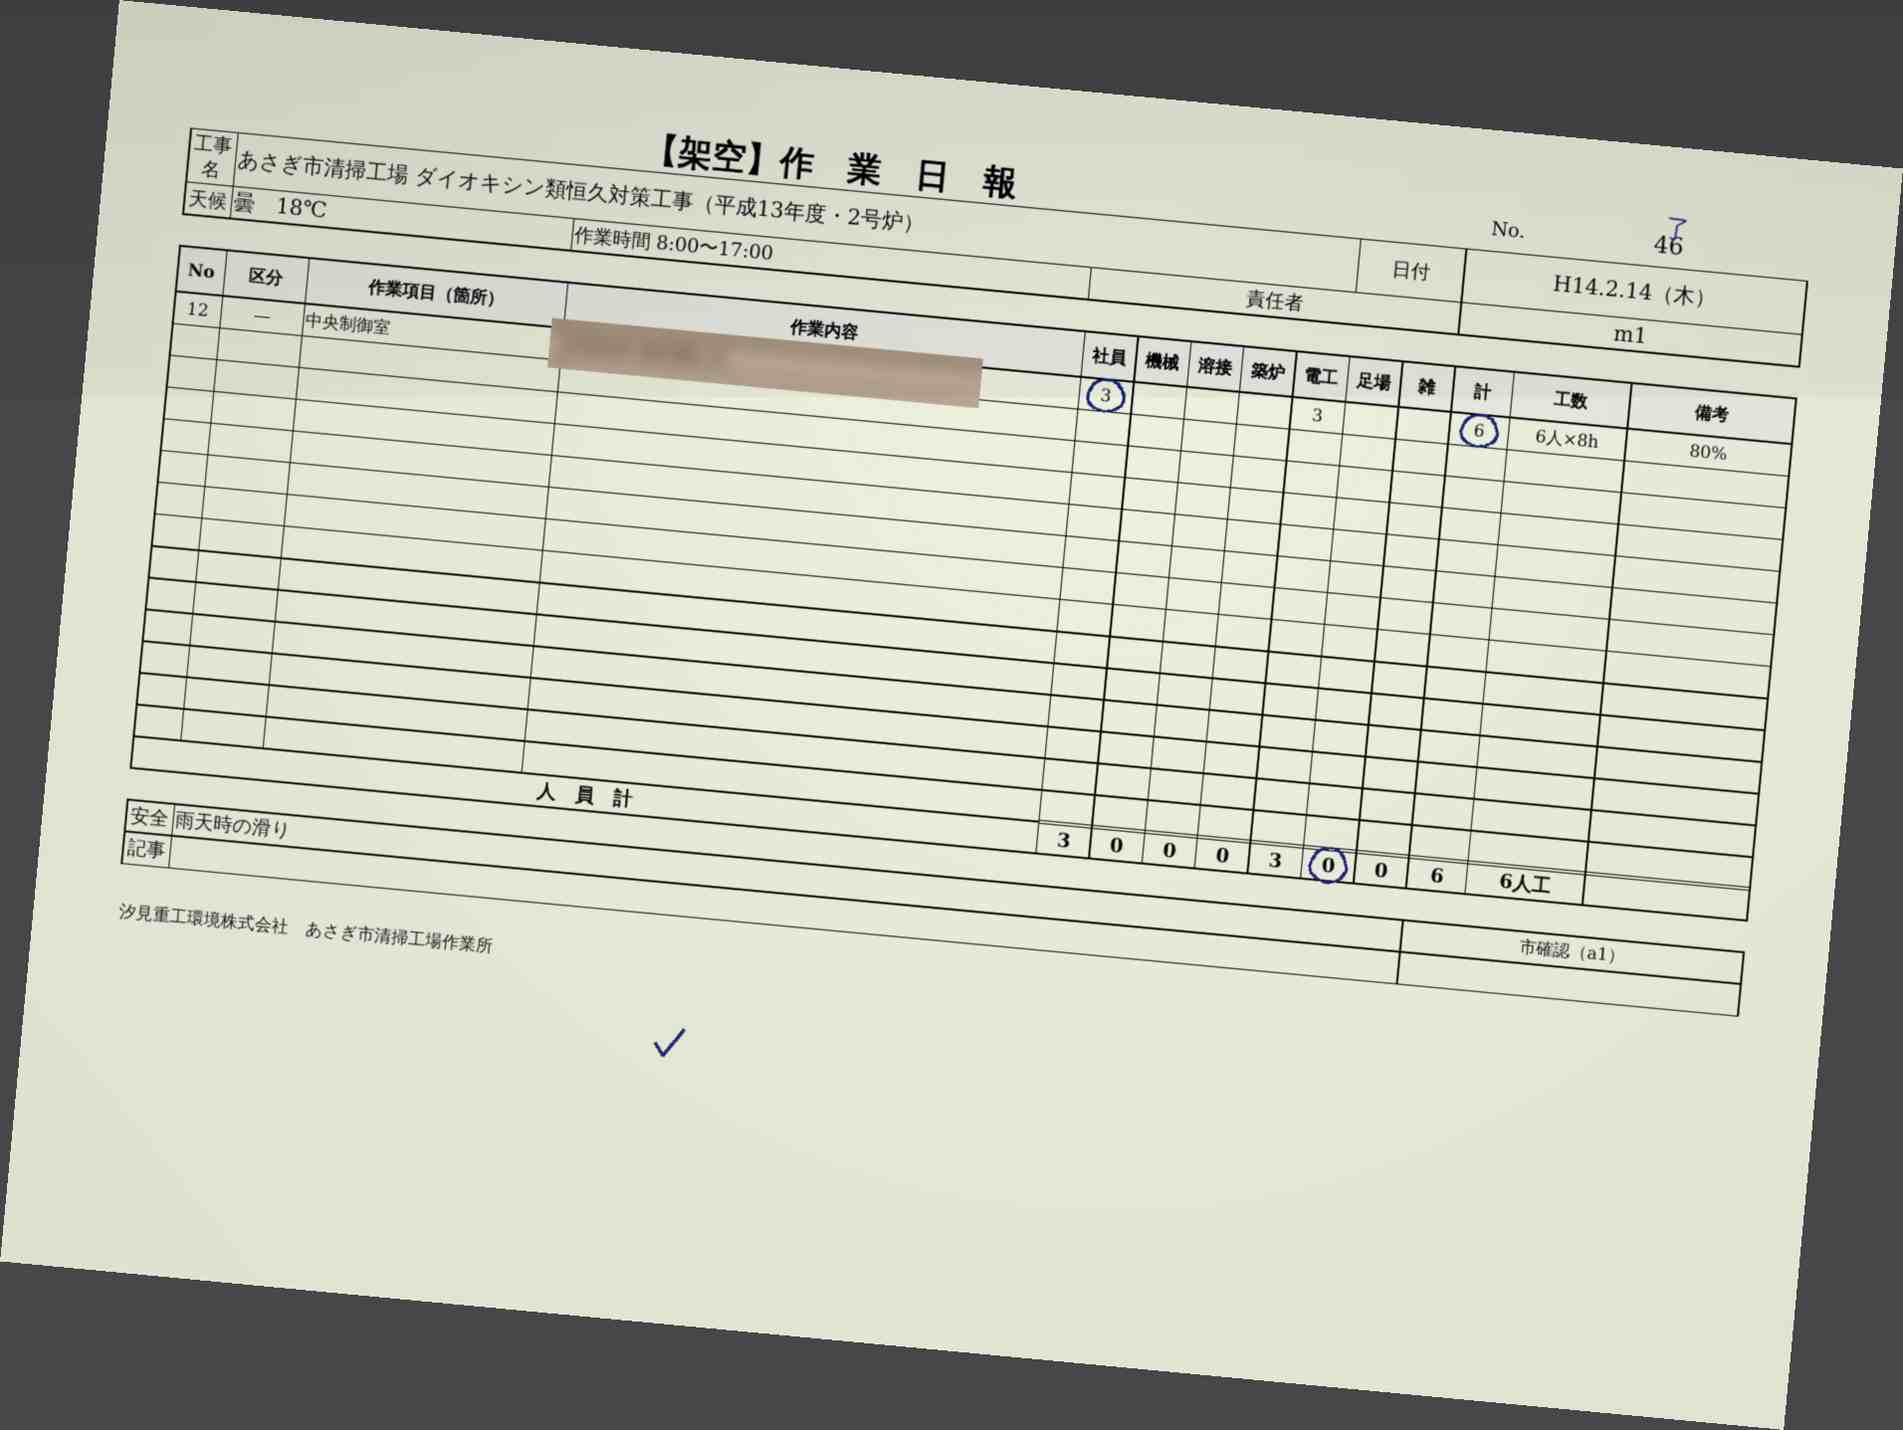 【架空】作 業 日 報
No. 46
7
工事名 あさぎ市清掃工場 ダイオキシン類恒久対策工事（平成13年度・2号炉） 日付 H14.2.14（木）
天候 曇 18℃ 作業時間 8:00〜17:00 責任者 m1
No 区分 作業項目（箇所） 作業内容 社員 機械 溶接 築炉 電工 足場 雑 計 工数 備考
12 — 中央制御室 3 3 6 6人×8h 80%
人 員 計 3 0 0 0 3 0 0 6 6人工
安全 雨天時の滑り 市確認（a1）
記事
汐見重工環境株式会社 あさぎ市清掃工場作業所